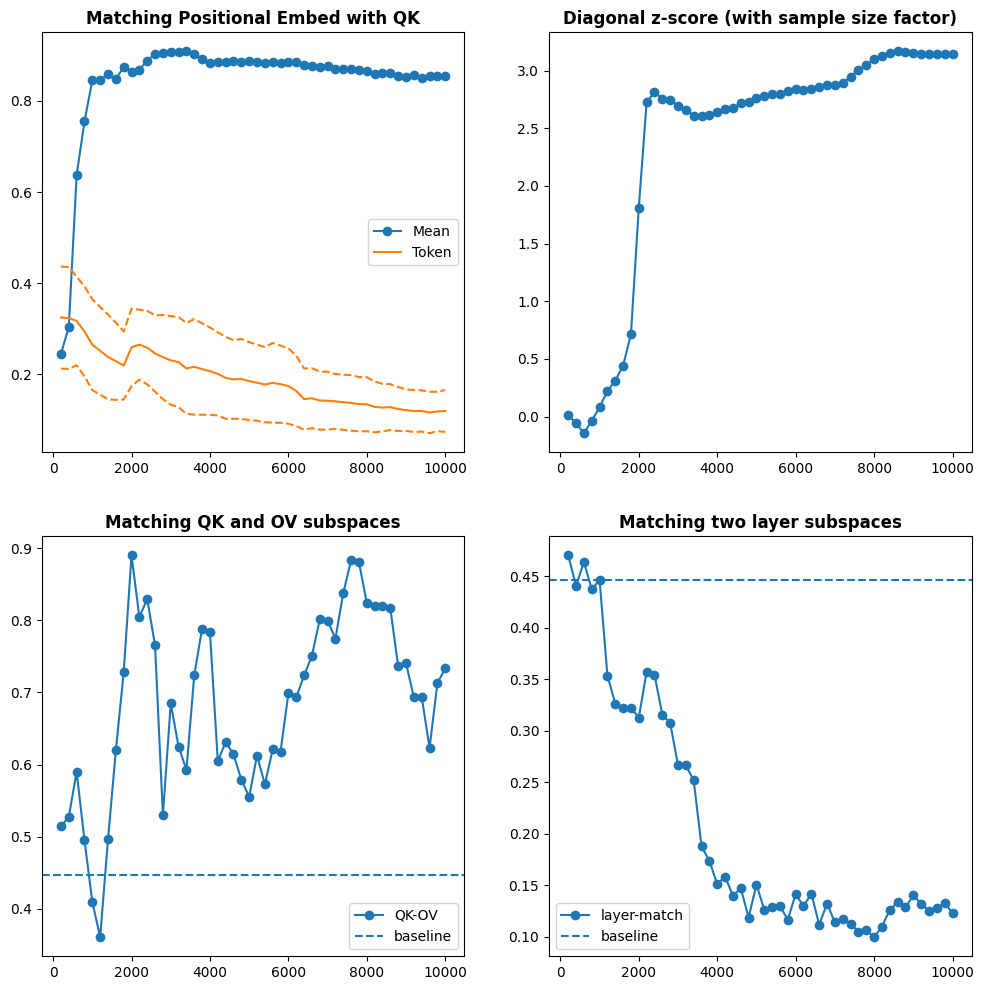 Matching Positional Embed with QK
0.8
0.6
0.4
0.2
Mean
Token
0 2000 4000 6000 8000 10000
Diagonal z-score (with sample size factor)
3.0
2.5
2.0
1.5
1.0
0.5
0.0
0 2000 4000 6000 8000 10000
Matching QK and OV subspaces
0.9
0.8
0.7
0.6
0.5
0.4
QK-OV
baseline
0 2000 4000 6000 8000 10000
Matching two layer subspaces
0.45
0.40
0.35
0.30
0.25
0.20
0.15
0.10
layer-match
baseline
0 2000 4000 6000 8000 10000